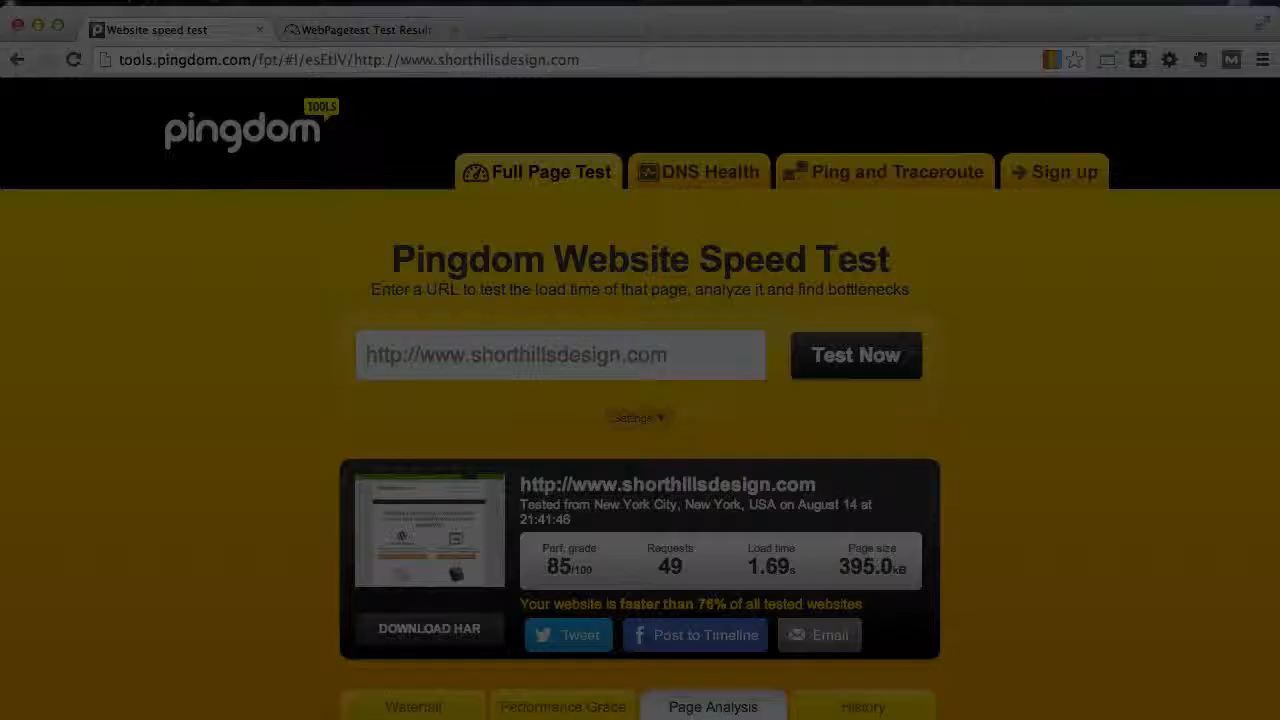 Website speed test
WebPagetest Test Result
tools.pingdom.com/fpt/#!/esEtlV/http://www.shorthillsdesign.com
M
TOOLS
pingdom
Full Page Test
DNS Health
Ping and Traceroute
Sign up
Pingdom Website Speed Test
Enter a URL to test the load time of that page, analyze it and find bottlenecks
http://www.shorthillsdesign.com
Test Now
Settings ▼
http://www.shorthillsdesign.com
Tested from New York City, New York, USA on August 14 at
21:41:46
Perf. grade Requests Load time Page size
85/100 49 1.69s 395.0kB
Your website is faster than 76% of all tested websites
DOWNLOAD HAR
Tweet
Post to Timeline
Email
Waterfall
Performance Grade
Page Analysis
History